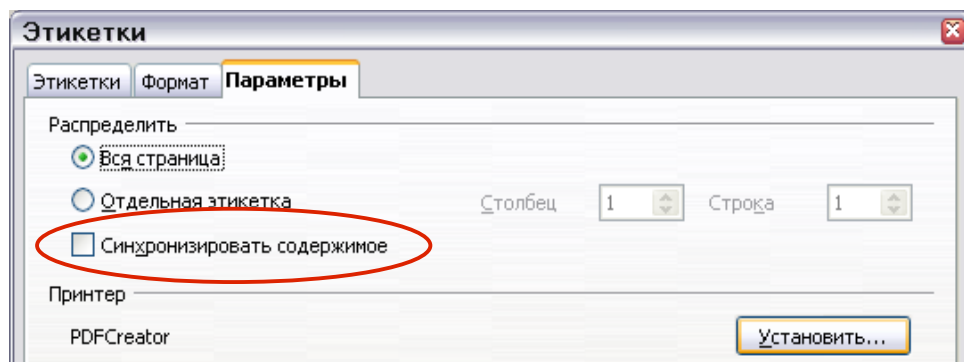 Этикетки
Этикетки Формат Параметры
Распределить
Вся страница
Отдельная этикетка Столбец 1 Строка 1
Синхронизировать содержимое
Принтер
PDFCreator Установить...